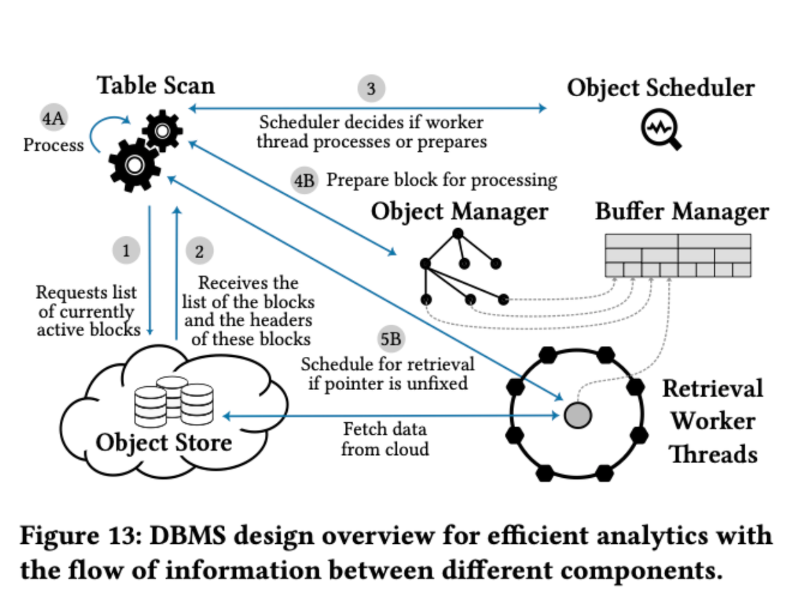 Table Scan
3
Object Scheduler
4A
Process
Scheduler decides if worker
thread processes or prepares
4B
Prepare block for processing
Object Manager
Buffer Manager
1
2
Requests list
of currently
active blocks
Receives the
list of the blocks
and the headers
of these blocks
5B
Schedule for retrieval
if pointer is unfixed
Object Store
Fetch data
from cloud
Retrieval
Worker
Threads
Figure 13: DBMS design overview for efficient analytics with
the flow of information between different components.